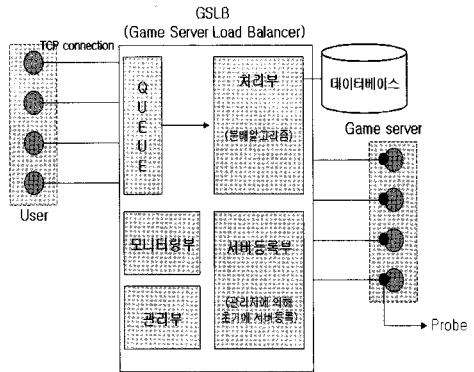 GSLB
(Game Server Load Balancer)
TCP connection
QUEUE
처리부
(분배알고리즘)
데이터베이스
Game server
User
모니터링부
서버등록부
(관리자에 의해
초기에 서버등록)
관리부
Probe